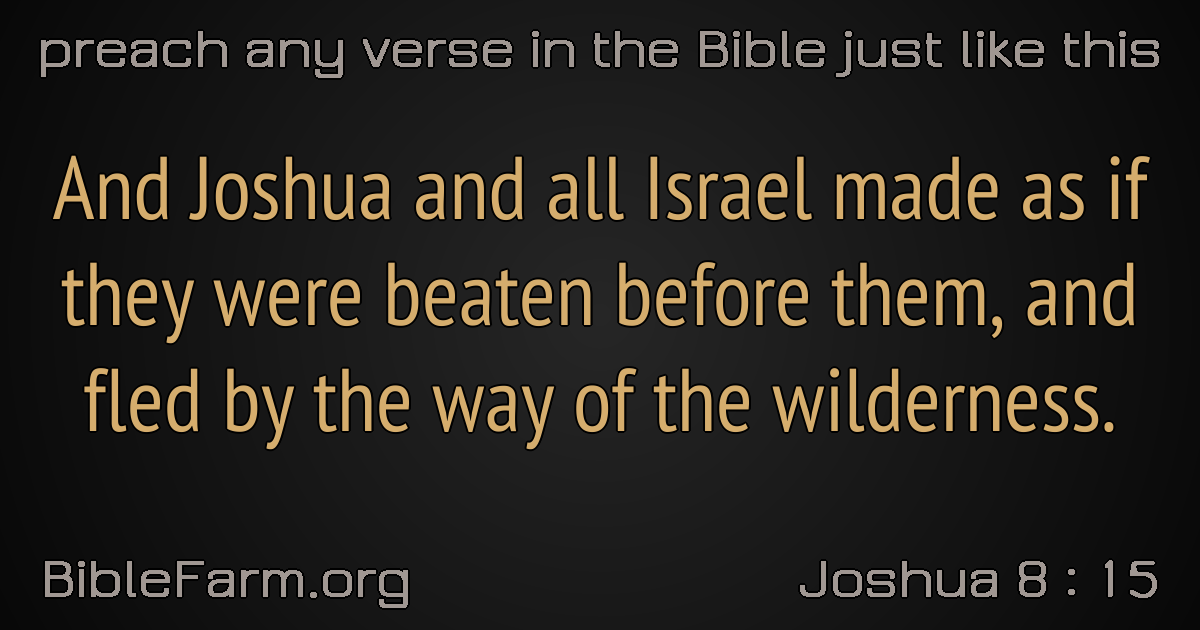 preach any verse in the Bible just like this
And Joshua and all Israel made as if
they were beaten before them, and
fled by the way of the wilderness.
BibleFarm.org
Joshua 8 : 15